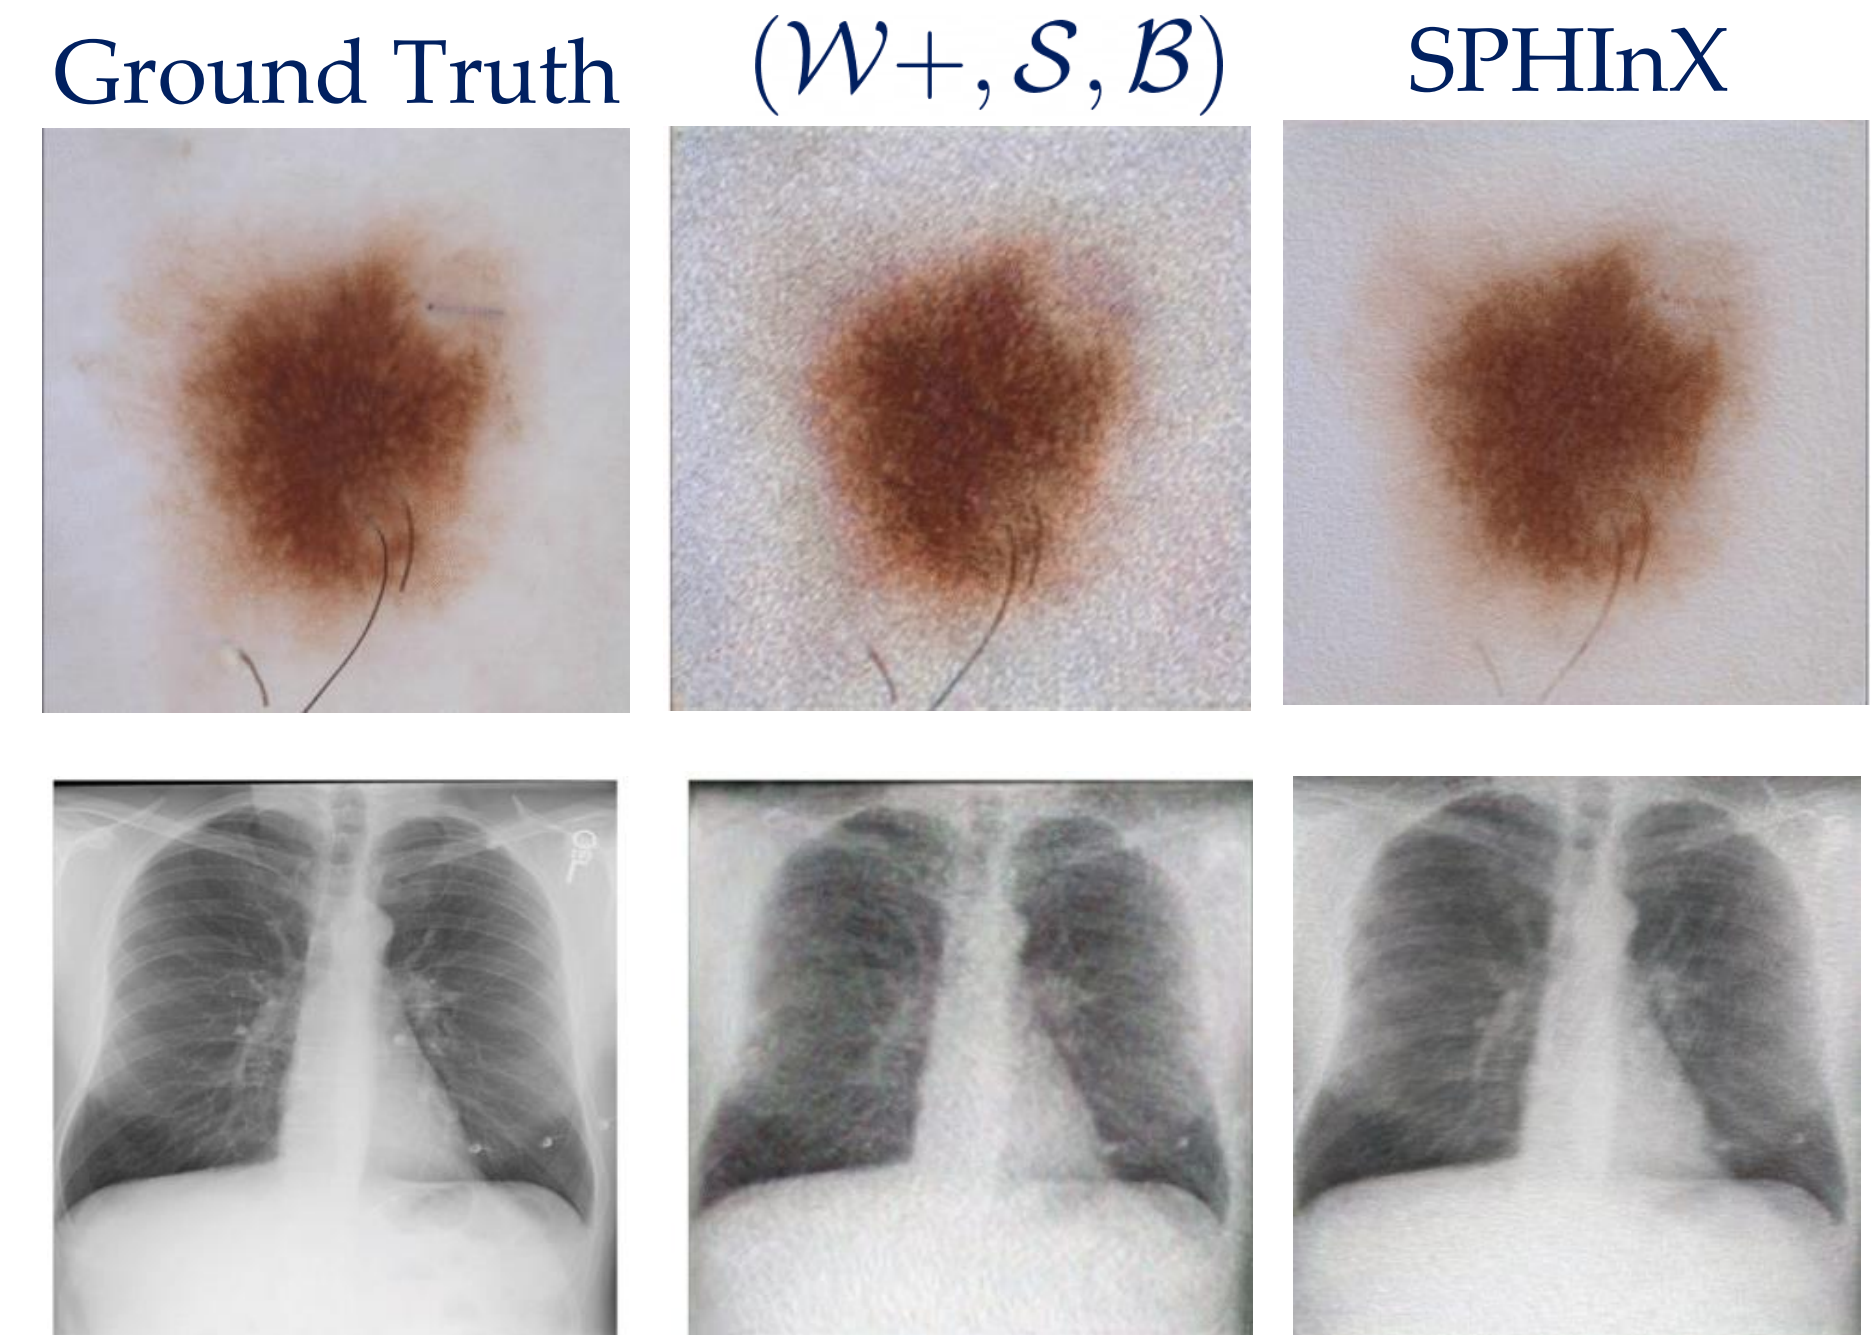 Ground Truth
(𝒲+, 𝒮, ℬ)
SPHInX